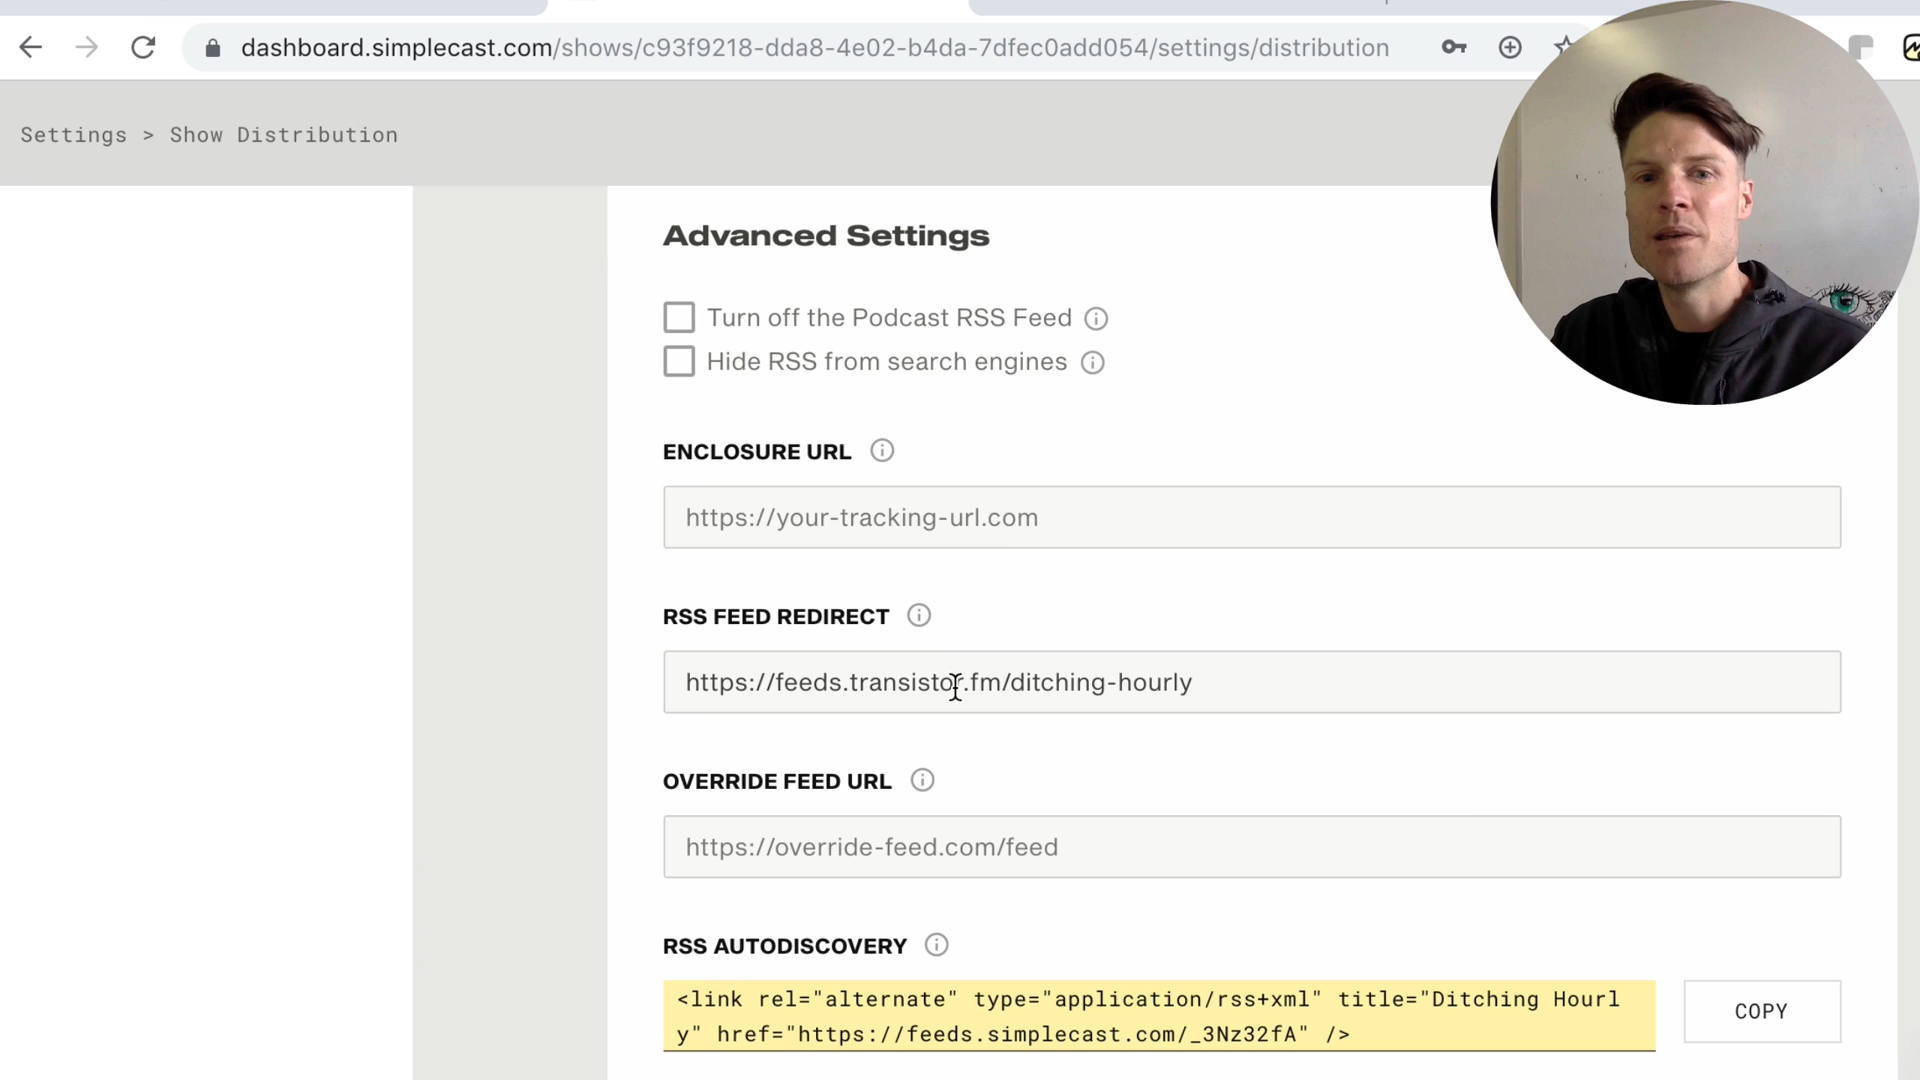 dashboard.simplecast.com/shows/c93f9218-dda8-4e02-b4da-7dfec0add054/settings/distribution
Settings > Show Distribution
Advanced Settings
Turn off the Podcast RSS Feed
Hide RSS from search engines
ENCLOSURE URL
https://your-tracking-url.com
RSS FEED REDIRECT
https://feeds.transistor.fm/ditching-hourly
OVERRIDE FEED URL
https://override-feed.com/feed
RSS AUTODISCOVERY
<link rel="alternate" type="application/rss+xml" title="Ditching Hourl
y" href="https://feeds.simplecast.com/_3Nz32fA" />
COPY